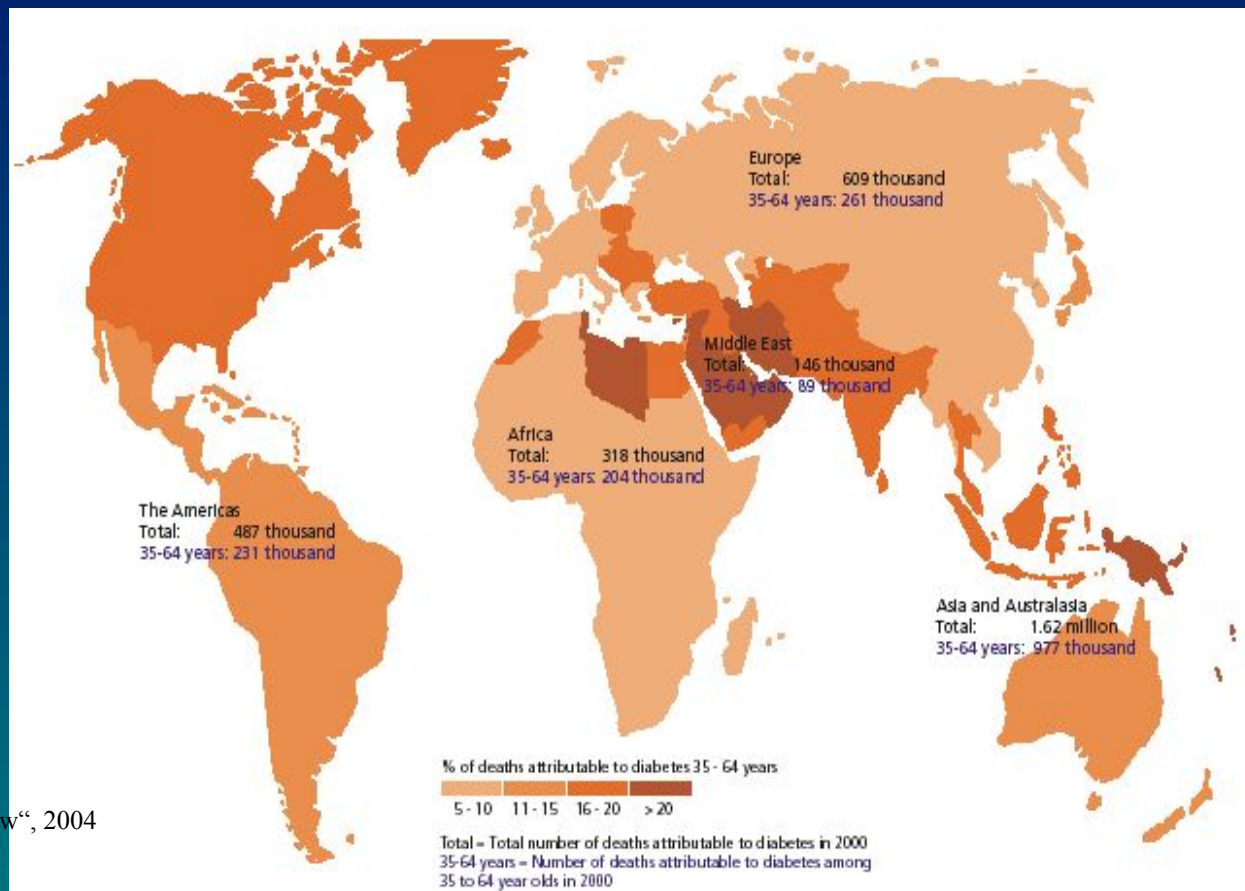 Europe
Total: 609 thousand
35-64 years: 261 thousand
Middle East
Total: 146 thousand
35-64 years: 89 thousand
Africa
Total: 318 thousand
35-64 years: 204 thousand
The Americas
Total: 487 thousand
35-64 years: 231 thousand
Asia and Australasia
Total: 1.62 million
35-64 years: 977 thousand
% of deaths attributable to diabetes 35 - 64 years
5 - 10 11 - 15 16 - 20 > 20
w“, 2004
Total = Total number of deaths attributable to diabetes in 2000
35-64 years = Number of deaths attributable to diabetes among
35 to 64 year olds in 2000